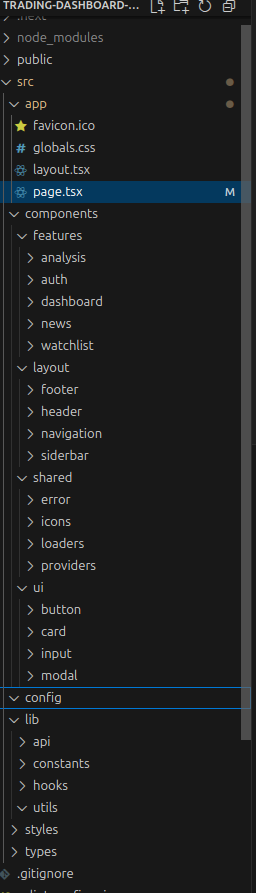 TRADING-DASHBOARD-...
.next
node_modules
public
src
app
favicon.ico
# globals.css
layout.tsx
page.tsx M
components
features
analysis
auth
dashboard
news
watchlist
layout
footer
header
navigation
siderbar
shared
error
icons
loaders
providers
ui
button
card
input
modal
config
lib
api
constants
hooks
utils
styles
types
.gitignore